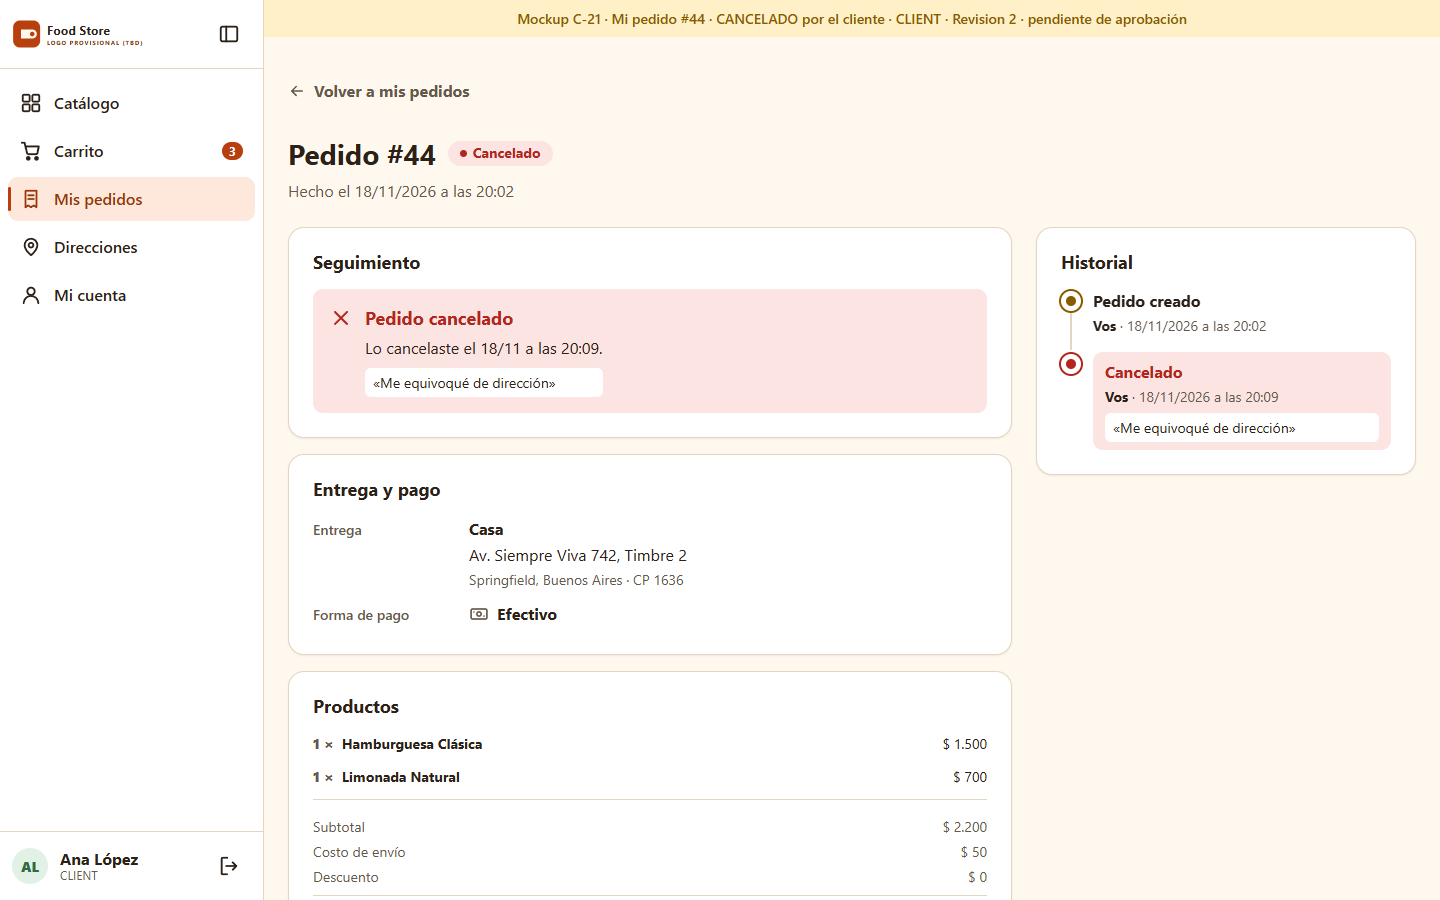 Food Store
LOGO PROVISIONAL (TBD)
Catálogo
Carrito
3
Mis pedidos
Direcciones
Mi cuenta
AL
Ana López
CLIENT
Mockup C-21 · Mi pedido #44 · CANCELADO por el cliente · CLIENT · Revision 2 · pendiente de aprobación
Volver a mis pedidos
Pedido #44
Cancelado
Hecho el 18/11/2026 a las 20:02
Seguimiento
Pedido cancelado
Lo cancelaste el 18/11 a las 20:09.
«Me equivoqué de dirección»
Entrega y pago
Entrega
Casa
Av. Siempre Viva 742, Timbre 2
Springfield, Buenos Aires · CP 1636
Forma de pago
Efectivo
Productos
1 × Hamburguesa Clásica $ 1.500
1 × Limonada Natural $ 700
Subtotal $ 2.200
Costo de envío $ 50
Descuento $ 0
Historial
Pedido creado
Vos · 18/11/2026 a las 20:02
Cancelado
Vos · 18/11/2026 a las 20:09
«Me equivoqué de dirección»